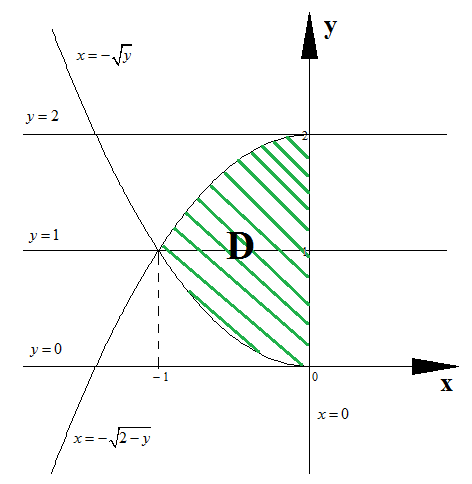 y
x = -√y
y = 2
2
y = 1
D
1
y = 0
-1
0
x
x = 0
x = -√(2 - y)